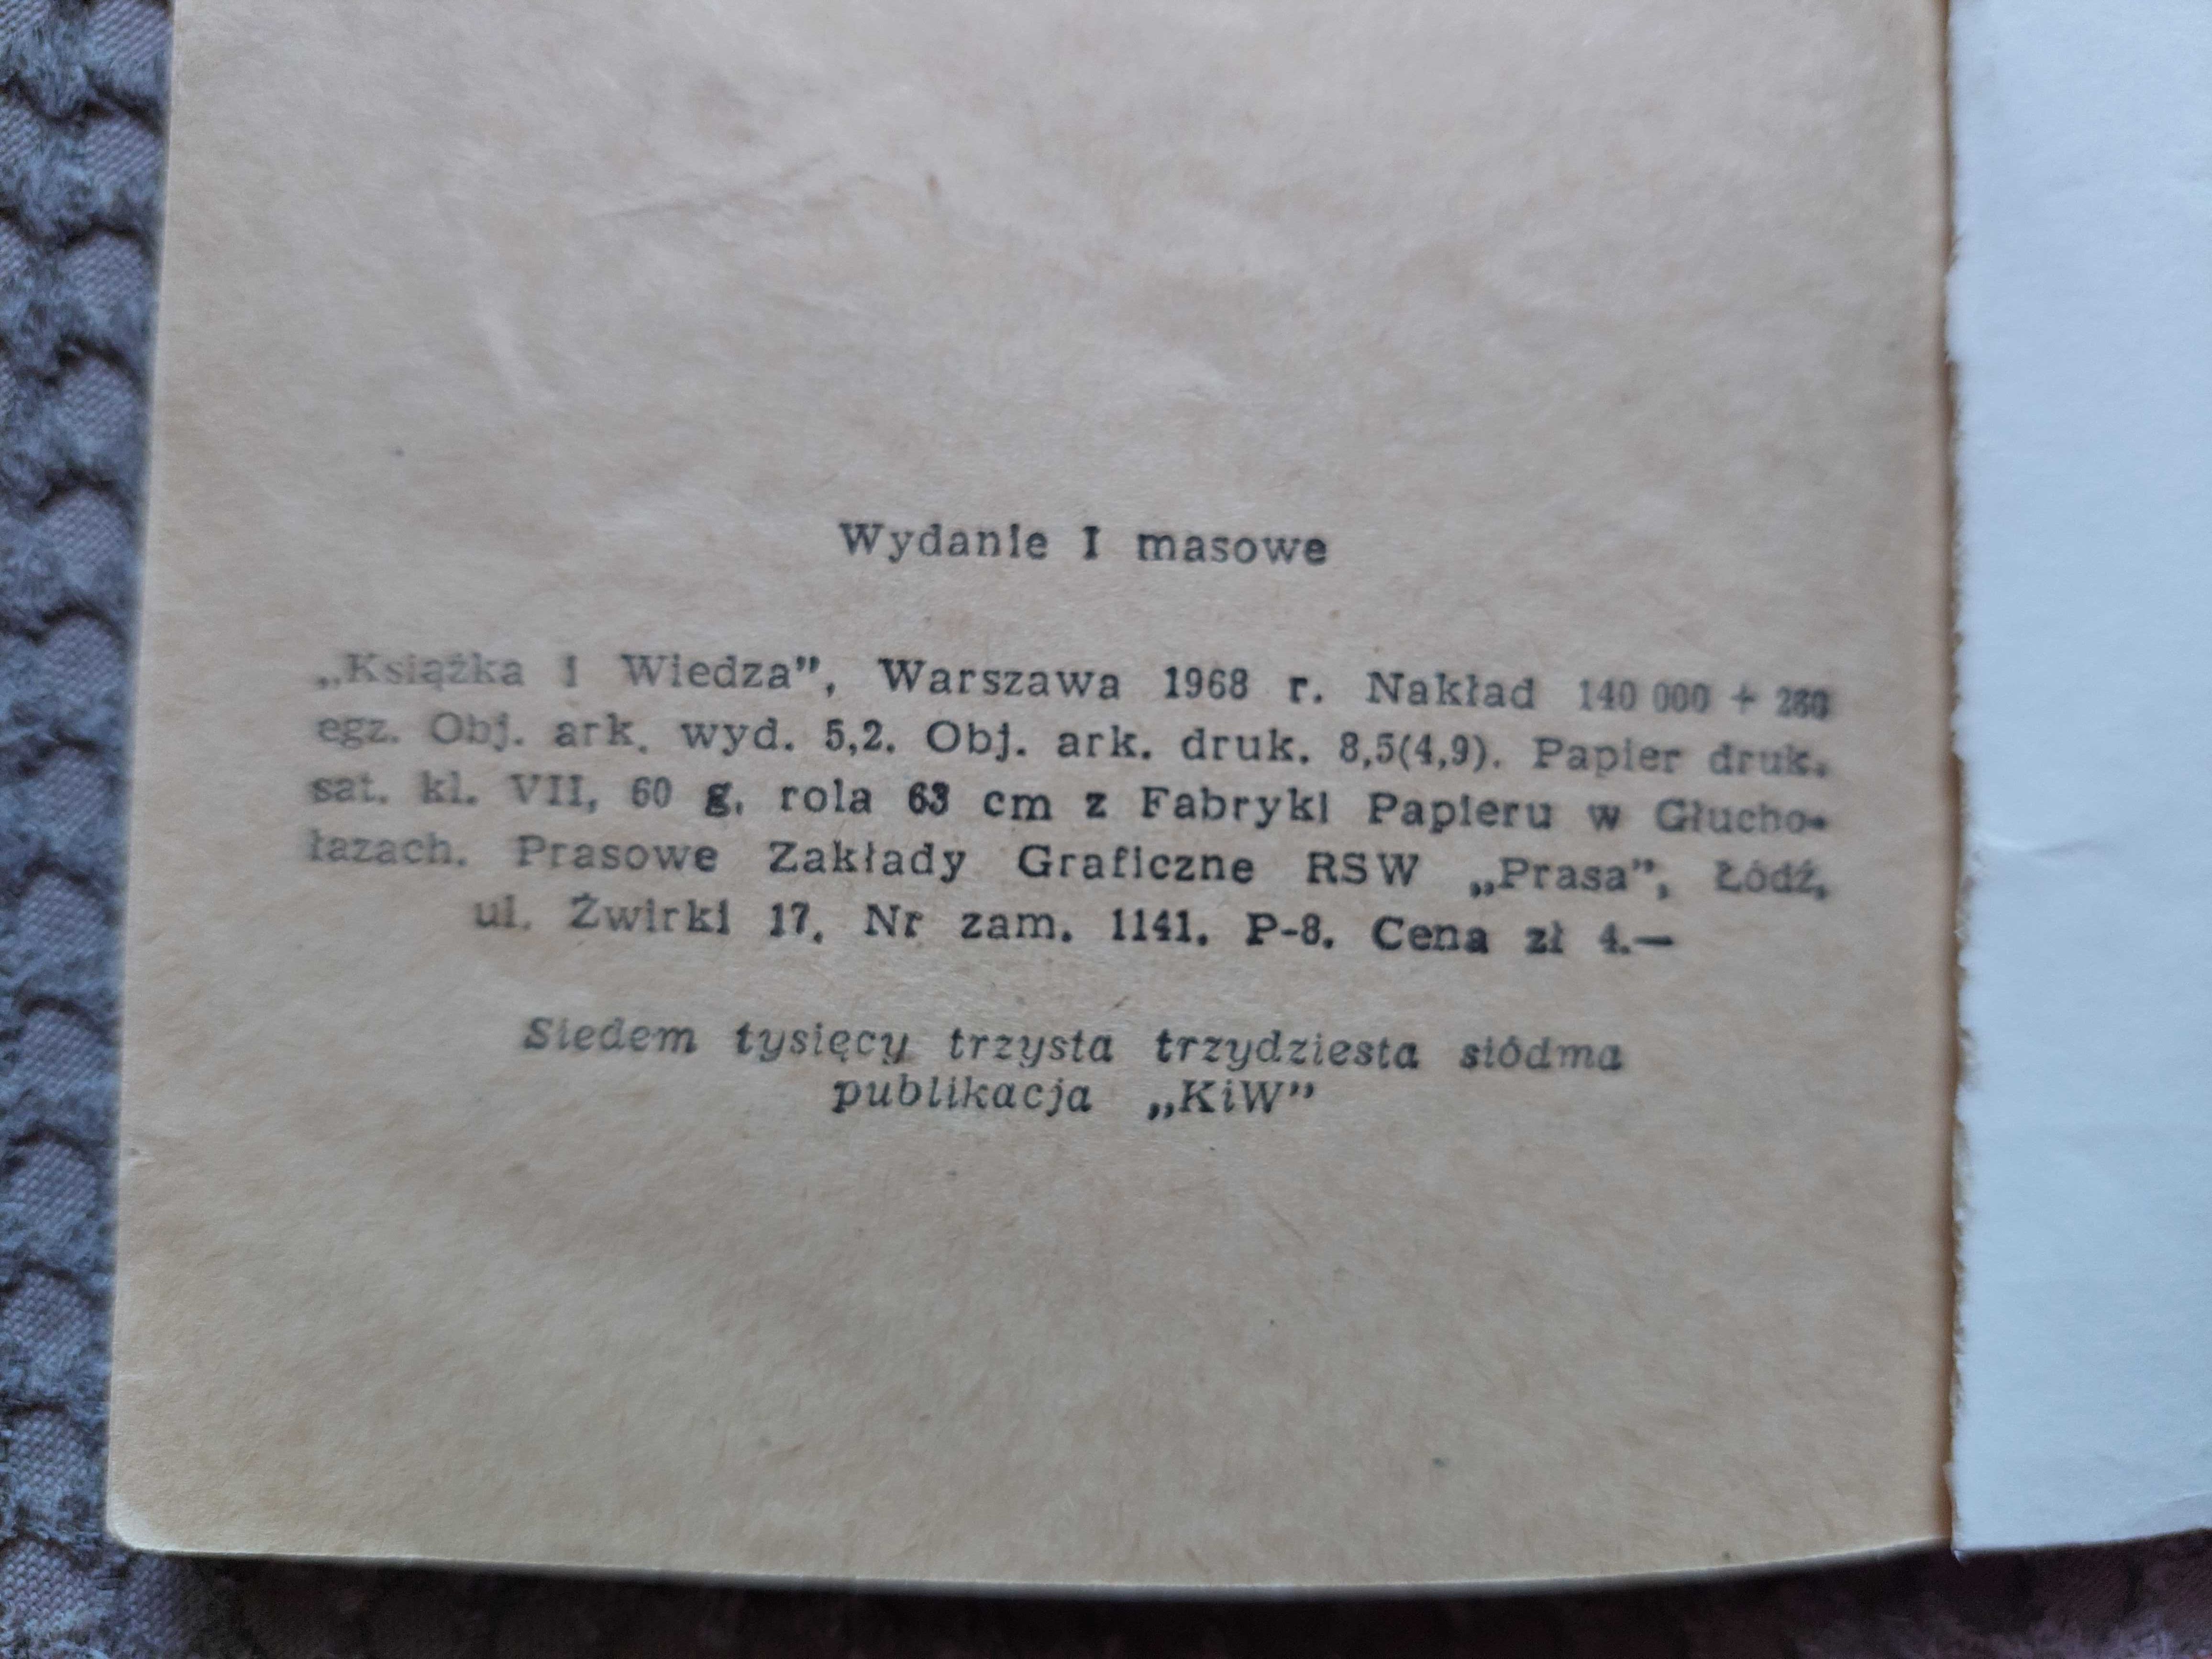 Wydanie I masowe
„Książka i Wiedza”, Warszawa 1968 r. Nakład 140 000 +
egz. Obj. ark. wyd. 5,2. Obj. ark. druk. 8,5(4,9). Papier druk.
sat. kl. VII, 60 g. rola 63 cm z Fabryki Papieru w Głucho-
łazach. Prasowe Zakłady Graficzne RSW „Prasa”, Łódź,
ul. Żwirki 17. Nr zam. 1141. P-8. Cena zł 4.—
Siedem tysięcy trzysta trzydziesta siódma
publikacja „KiW”